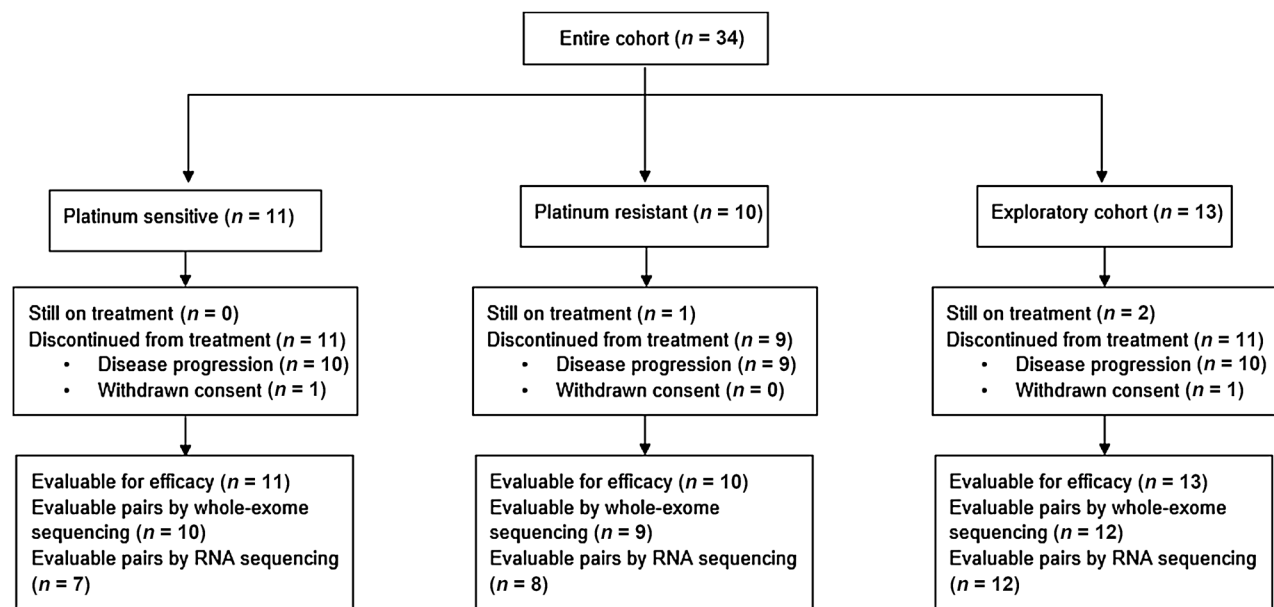 Entire cohort (n = 34)
Platinum sensitive (n = 11)
Platinum resistant (n = 10)
Exploratory cohort (n = 13)
Still on treatment (n = 0)
Discontinued from treatment (n = 11)
• Disease progression (n = 10)
• Withdrawn consent (n = 1)
Still on treatment (n = 1)
Discontinued from treatment (n = 9)
• Disease progression (n = 9)
• Withdrawn consent (n = 0)
Still on treatment (n = 2)
Discontinued from treatment (n = 11)
• Disease progression (n = 10)
• Withdrawn consent (n = 1)
Evaluable for efficacy (n = 11)
Evaluable pairs by whole-exome
sequencing (n = 10)
Evaluable pairs by RNA sequencing
(n = 7)
Evaluable for efficacy (n = 10)
Evaluable by whole-exome
sequencing (n = 9)
Evaluable pairs by RNA sequencing
(n = 8)
Evaluable for efficacy (n = 13)
Evaluable pairs by whole-exome
sequencing (n = 12)
Evaluable pairs by RNA sequencing
(n = 12)